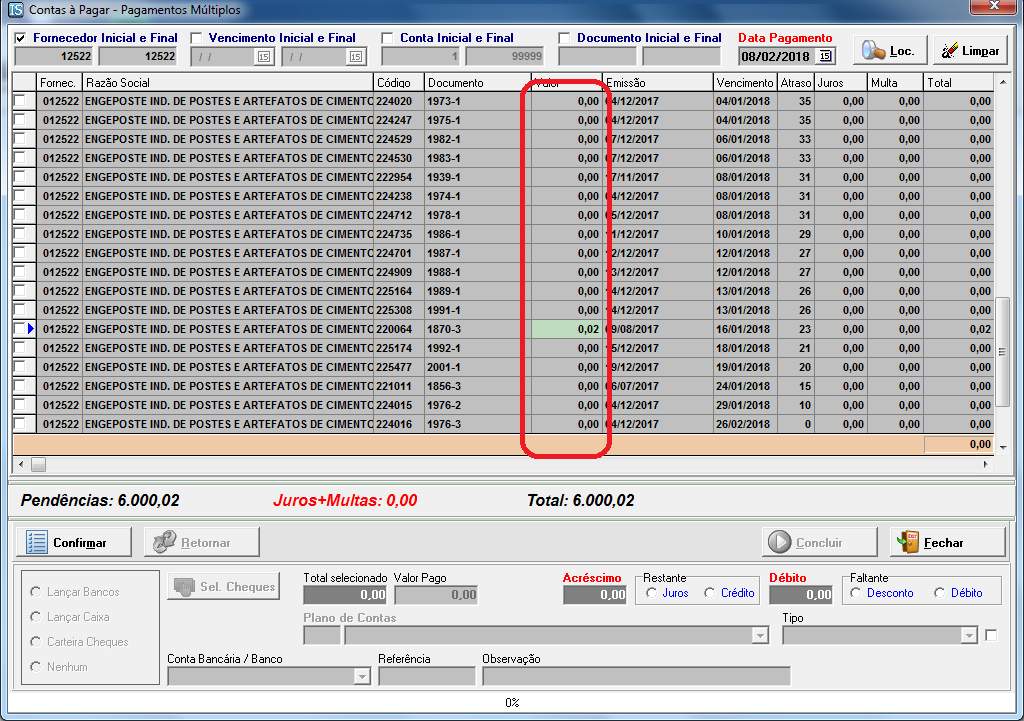 IS Contas à Pagar - Pagamentos Múltiplos
Fornecedor Inicial e Final Vencimento Inicial e Final Conta Inicial e Final Documento Inicial e Final Data Pagamento
12522 12522 / / 15 / / 15 1 99999 08/02/2018 15 Loc. Limpar
Fornec. Razão Social Código Documento Valor Emissão Vencimento Atraso Juros Multa Total
012522 ENGEPOSTE IND. DE POSTES E ARTEFATOS DE CIMENTO 224020 1973-1 0,00 04/12/2017 04/01/2018 35 0,00 0,00 0,00
012522 ENGEPOSTE IND. DE POSTES E ARTEFATOS DE CIMENTO 224247 1975-1 0,00 04/12/2017 04/01/2018 35 0,00 0,00 0,00
012522 ENGEPOSTE IND. DE POSTES E ARTEFATOS DE CIMENTO 224529 1982-1 0,00 07/12/2017 06/01/2018 33 0,00 0,00 0,00
012522 ENGEPOSTE IND. DE POSTES E ARTEFATOS DE CIMENTO 224530 1983-1 0,00 07/12/2017 06/01/2018 33 0,00 0,00 0,00
012522 ENGEPOSTE IND. DE POSTES E ARTEFATOS DE CIMENTO 222954 1939-1 0,00 17/11/2017 08/01/2018 31 0,00 0,00 0,00
012522 ENGEPOSTE IND. DE POSTES E ARTEFATOS DE CIMENTO 224238 1974-1 0,00 04/12/2017 08/01/2018 31 0,00 0,00 0,00
012522 ENGEPOSTE IND. DE POSTES E ARTEFATOS DE CIMENTO 224712 1978-1 0,00 05/12/2017 08/01/2018 31 0,00 0,00 0,00
012522 ENGEPOSTE IND. DE POSTES E ARTEFATOS DE CIMENTO 224735 1986-1 0,00 11/12/2017 10/01/2018 29 0,00 0,00 0,00
012522 ENGEPOSTE IND. DE POSTES E ARTEFATOS DE CIMENTO 224701 1987-1 0,00 12/12/2017 12/01/2018 27 0,00 0,00 0,00
012522 ENGEPOSTE IND. DE POSTES E ARTEFATOS DE CIMENTO 224909 1988-1 0,00 13/12/2017 12/01/2018 27 0,00 0,00 0,00
012522 ENGEPOSTE IND. DE POSTES E ARTEFATOS DE CIMENTO 225164 1989-1 0,00 14/12/2017 13/01/2018 26 0,00 0,00 0,00
012522 ENGEPOSTE IND. DE POSTES E ARTEFATOS DE CIMENTO 225308 1991-1 0,00 14/12/2017 13/01/2018 26 0,00 0,00 0,00
012522 ENGEPOSTE IND. DE POSTES E ARTEFATOS DE CIMENTO 220064 1870-3 0,02 09/08/2017 16/01/2018 23 0,00 0,00 0,02
012522 ENGEPOSTE IND. DE POSTES E ARTEFATOS DE CIMENTO 225174 1992-1 0,00 15/12/2017 18/01/2018 21 0,00 0,00 0,00
012522 ENGEPOSTE IND. DE POSTES E ARTEFATOS DE CIMENTO 225477 2001-1 0,00 19/12/2017 19/01/2018 20 0,00 0,00 0,00
012522 ENGEPOSTE IND. DE POSTES E ARTEFATOS DE CIMENTO 221011 1856-3 0,00 06/07/2017 24/01/2018 15 0,00 0,00 0,00
012522 ENGEPOSTE IND. DE POSTES E ARTEFATOS DE CIMENTO 224015 1976-2 0,00 04/12/2017 29/01/2018 10 0,00 0,00 0,00
012522 ENGEPOSTE IND. DE POSTES E ARTEFATOS DE CIMENTO 224016 1976-3 0,00 04/12/2017 26/02/2018 0 0,00 0,00 0,00
0,00
Pendências: 6.000,02 Juros+Multas: 0,00 Total: 6.000,02
Confirmar Retornar Concluir Fechar
Lançar Bancos
Lançar Caixa
Carteira Cheques
Nenhum
Sel. Cheques
Total selecionado Valor Pago Acréscimo Restante Débito Faltante
0,00 0,00 0,00 Juros Crédito 0,00 Desconto Débito
Plano de Contas Tipo
Conta Bancária / Banco Referência Observação
0%